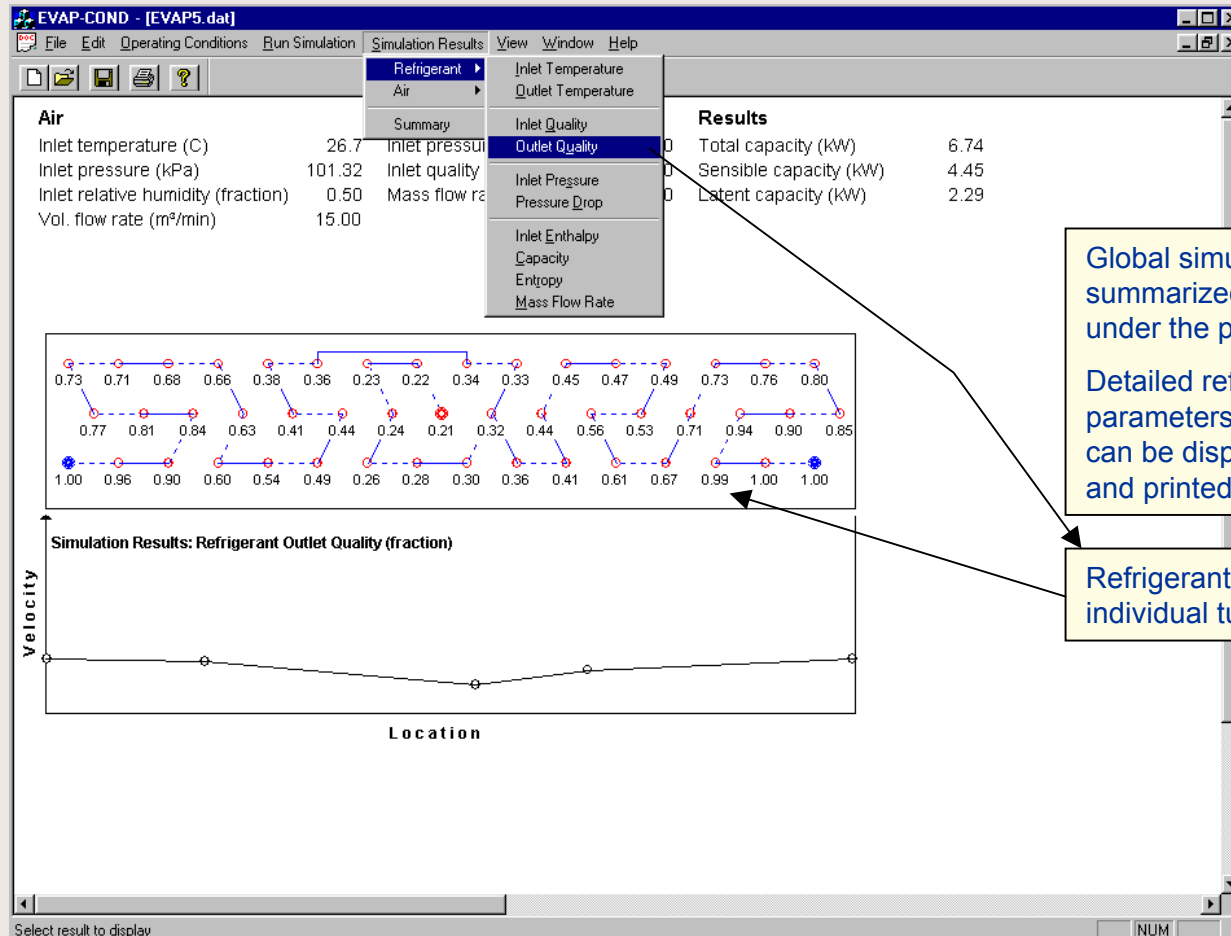 EVAP-COND - [EVAP5.dat]
File Edit Operating Conditions Run Simulation Simulation Results View Window Help
Refrigerant
Air
Summary
Inlet Temperature
Outlet Temperature
Inlet Quality
Outlet Quality
Inlet Pressure
Pressure Drop
Inlet Enthalpy
Capacity
Entropy
Mass Flow Rate
Air
Inlet temperature (C) 26.7
Inlet pressure (kPa) 101.32
Inlet relative humidity (fraction) 0.50
Vol. flow rate (m³/min) 15.00
Inlet
Inlet quality
Mass flow
Results
Total capacity (kW) 6.74
Sensible capacity (kW) 4.45
Latent capacity (kW) 2.29
Global
under the
Detailed
parameters
can be
and printed
Refrigerant
individual
0.73 0.71 0.68 0.66 0.38 0.36 0.23 0.22 0.34 0.33 0.45 0.47 0.49 0.73 0.76 0.80
0.77 0.81 0.84 0.63 0.41 0.44 0.24 0.21 0.32 0.44 0.56 0.53 0.71 0.94 0.90 0.85
1.00 0.96 0.90 0.60 0.54 0.49 0.26 0.28 0.30 0.36 0.41 0.61 0.67 0.99 1.00 1.00
Simulation Results: Refrigerant Outlet Quality (fraction)
Velocity
Location
Select result to display
NUM